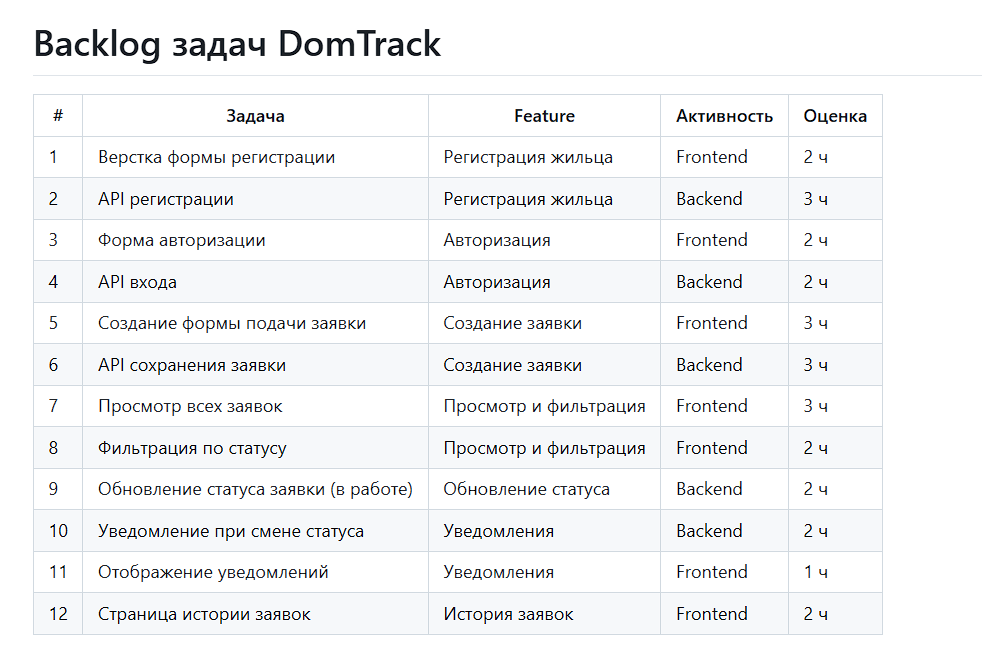 Backlog задач DomTrack
# Задача Feature Активность Оценка
1 Верстка формы регистрации Регистрация жильца Frontend 2 ч
2 API регистрации Регистрация жильца Backend 3 ч
3 Форма авторизации Авторизация Frontend 2 ч
4 API входа Авторизация Backend 2 ч
5 Создание формы подачи заявки Создание заявки Frontend 3 ч
6 API сохранения заявки Создание заявки Backend 3 ч
7 Просмотр всех заявок Просмотр и фильтрация Frontend 3 ч
8 Фильтрация по статусу Просмотр и фильтрация Frontend 2 ч
9 Обновление статуса заявки (в работе) Обновление статуса Backend 2 ч
10 Уведомление при смене статуса Уведомления Backend 2 ч
11 Отображение уведомлений Уведомления Frontend 1 ч
12 Страница истории заявок История заявок Frontend 2 ч